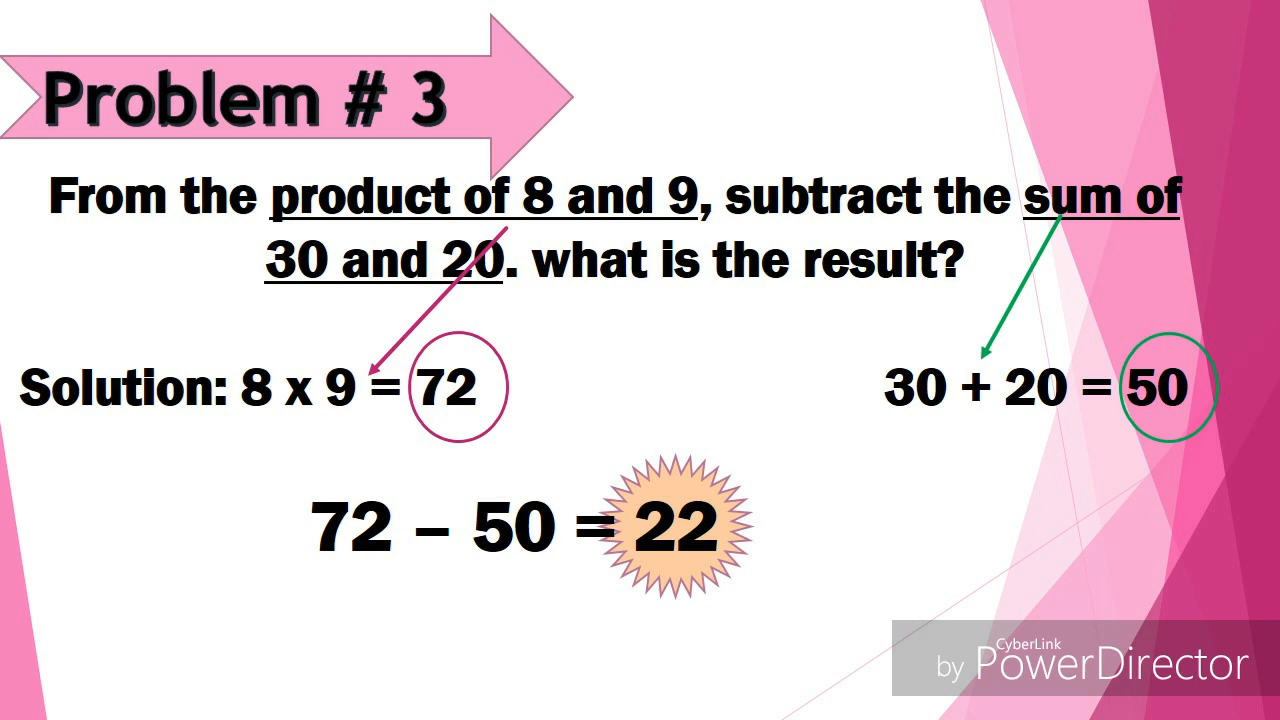 Problem # 3
From the product of 8 and 9, subtract the sum of
30 and 20. what is the result?
Solution: 8 x 9 = 72
30 + 20 = 50
72 – 50 = 22
CyberLink
by PowerDirector